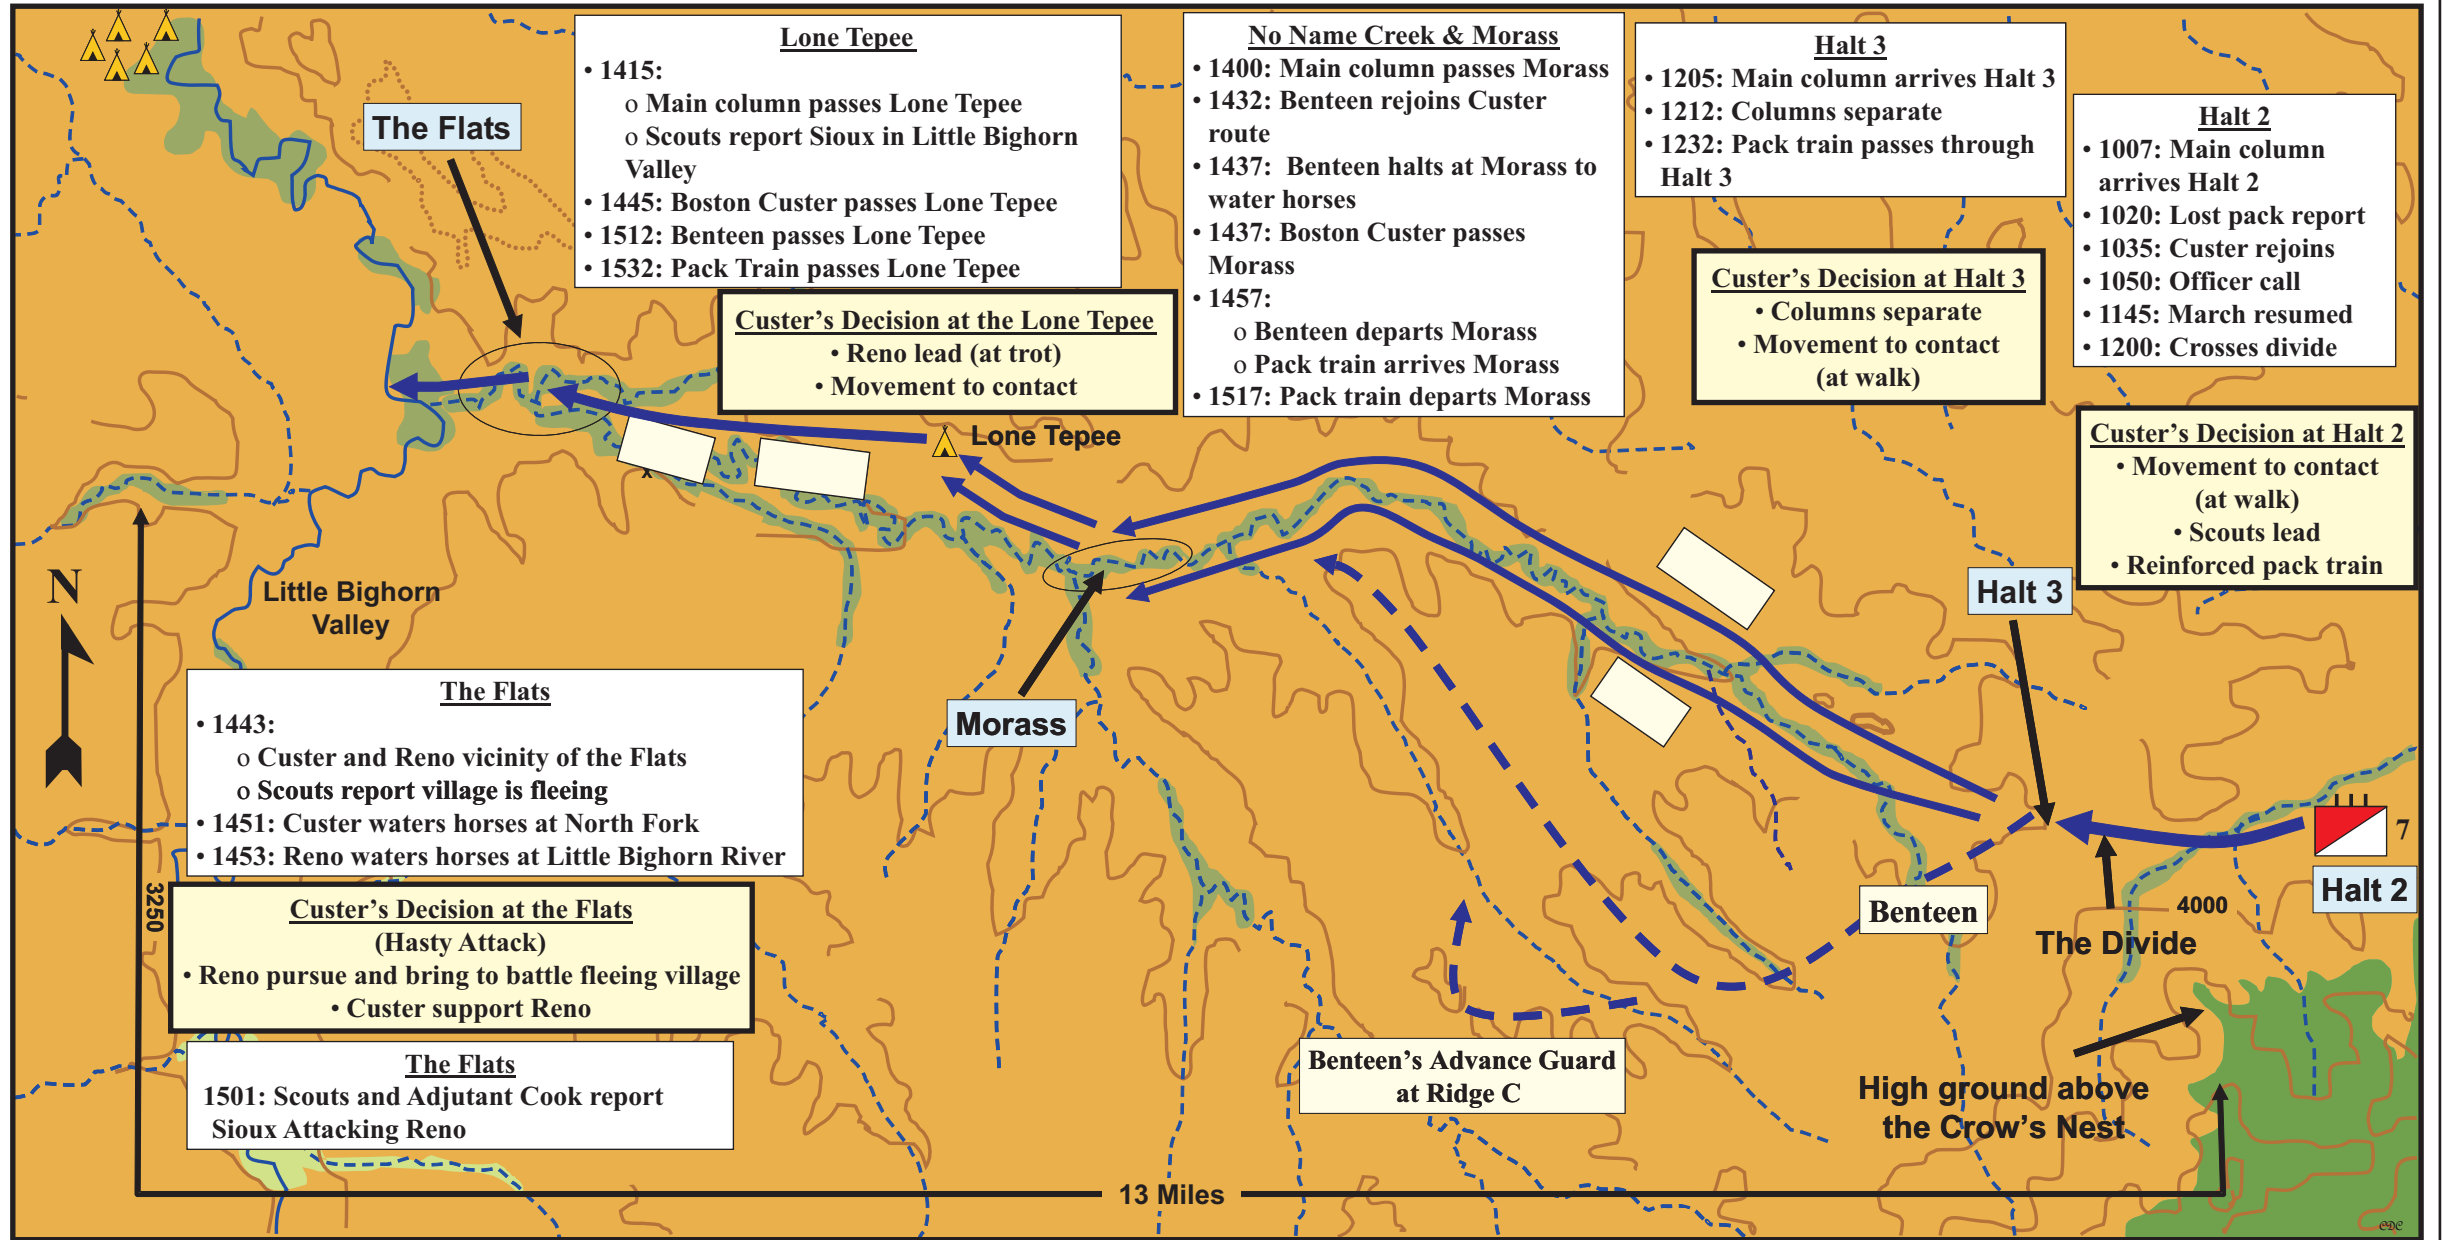 Lone Tepee
• 1415:
o Main column passes Lone Tepee
o Scouts report Sioux in Little Bighorn
Valley
• 1445: Boston Custer passes Lone Tepee
• 1512: Benteen passes Lone Tepee
• 1532: Pack Train passes Lone Tepee
No Name Creek & Morass
• 1400: Main column passes Morass
• 1432: Benteen rejoins Custer
route
• 1437: Benteen halts at Morass to
water horses
• 1437: Boston Custer passes
Morass
• 1457:
o Benteen departs Morass
o Pack train arrives Morass
• 1517: Pack train departs Morass
Halt 3
• 1205: Main column arrives Halt 3
• 1212: Columns separate
• 1232: Pack train passes through
Halt 3
Halt 2
• 1007: Main column
arrives Halt 2
• 1020: Lost pack report
• 1035: Custer rejoins
• 1050: Officer call
• 1145: March resumed
• 1200: Crosses divide
The Flats
Custer's Decision at the Lone Tepee
• Reno lead (at trot)
• Movement to contact
Custer's Decision at Halt 3
• Columns separate
• Movement to contact
(at walk)
Custer's Decision at Halt 2
• Movement to contact
(at walk)
• Scouts lead
• Reinforced pack train
Lone Tepee
x
N
Little Bighorn
Valley
Halt 3
Morass
The Flats
• 1443:
o Custer and Reno vicinity of the Flats
o Scouts report village is fleeing
• 1451: Custer waters horses at North Fork
• 1453: Reno waters horses at Little Bighorn River
7
Halt 2
3250
Custer's Decision at the Flats
(Hasty Attack)
• Reno pursue and bring to battle fleeing village
• Custer support Reno
Benteen
4000
The Divide
The Flats
1501: Scouts and Adjutant Cook report
Sioux Attacking Reno
Benteen's Advance Guard
at Ridge C
High ground above
the Crow's Nest
13 Miles
CDC